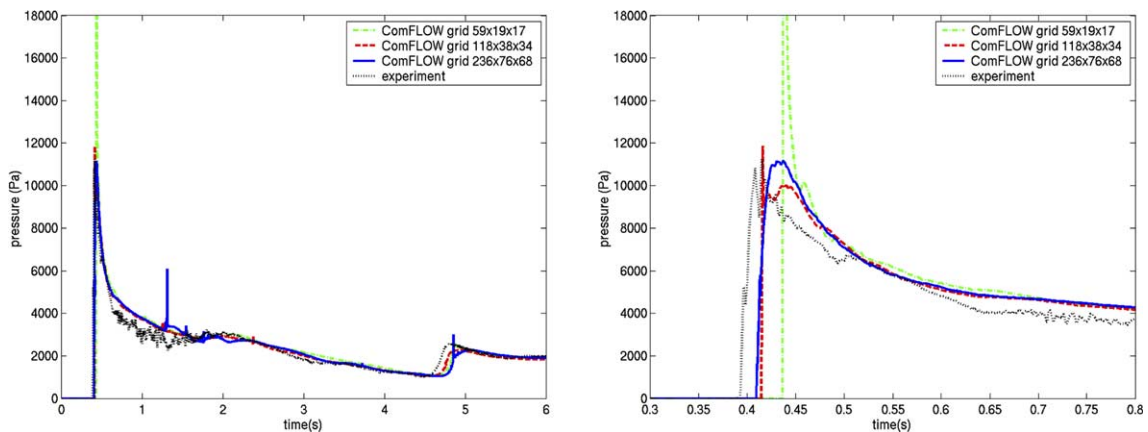 18000
16000
14000
12000
10000
8000
6000
4000
2000
0
pressure (Pa)
ComFLOW grid 59x19x17
ComFLOW grid 118x38x34
ComFLOW grid 236x76x68
experiment
0 1 2 3 4 5 6
time(s)
18000
16000
14000
12000
10000
8000
6000
4000
2000
0
pressure (Pa)
ComFLOW grid 59x19x17
ComFLOW grid 118x38x34
ComFLOW grid 236x76x68
experiment
0.3 0.4 0.45 0.5 0.55 0.6 0.65 0.7 0.75 0.8
time(s)